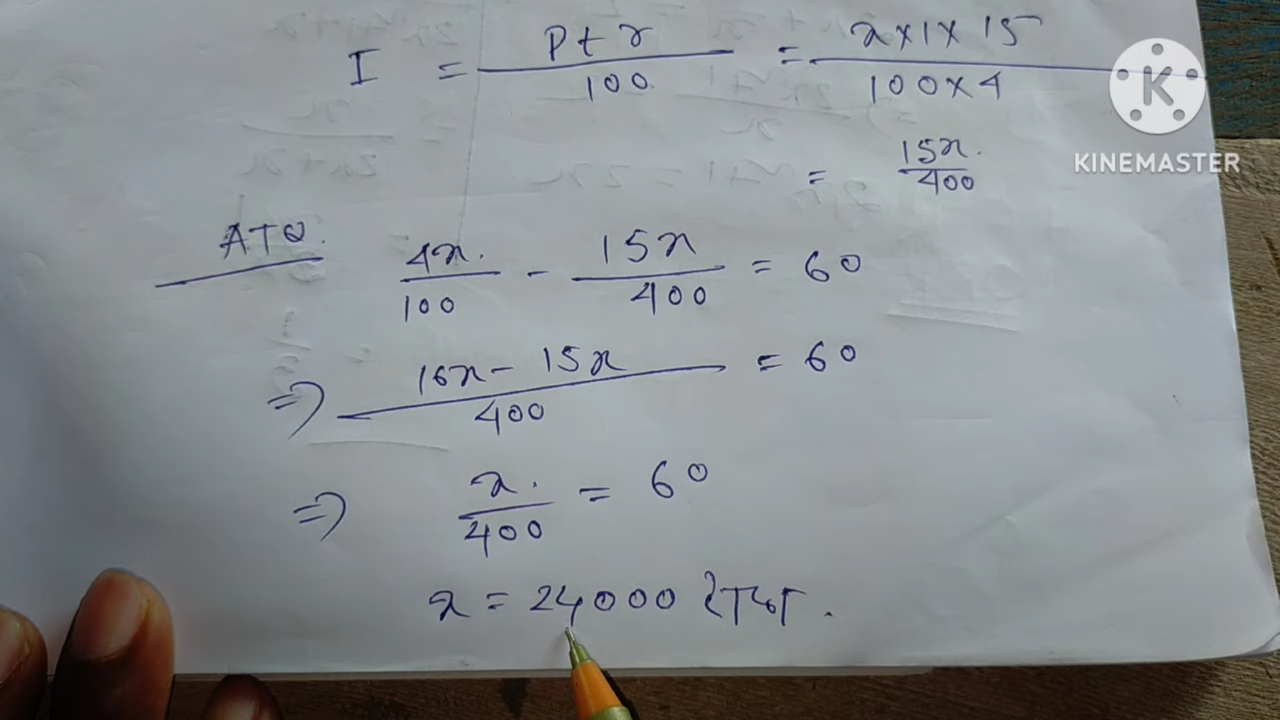 I = Ptr/100 = x×1×15/100×4
= 15x/400
ATQ. 4x/100 - 15x/400 = 60
⇒ 16x - 15x/400 = 60
⇒ x/400 = 60
x = 24000
K
KINEMASTER